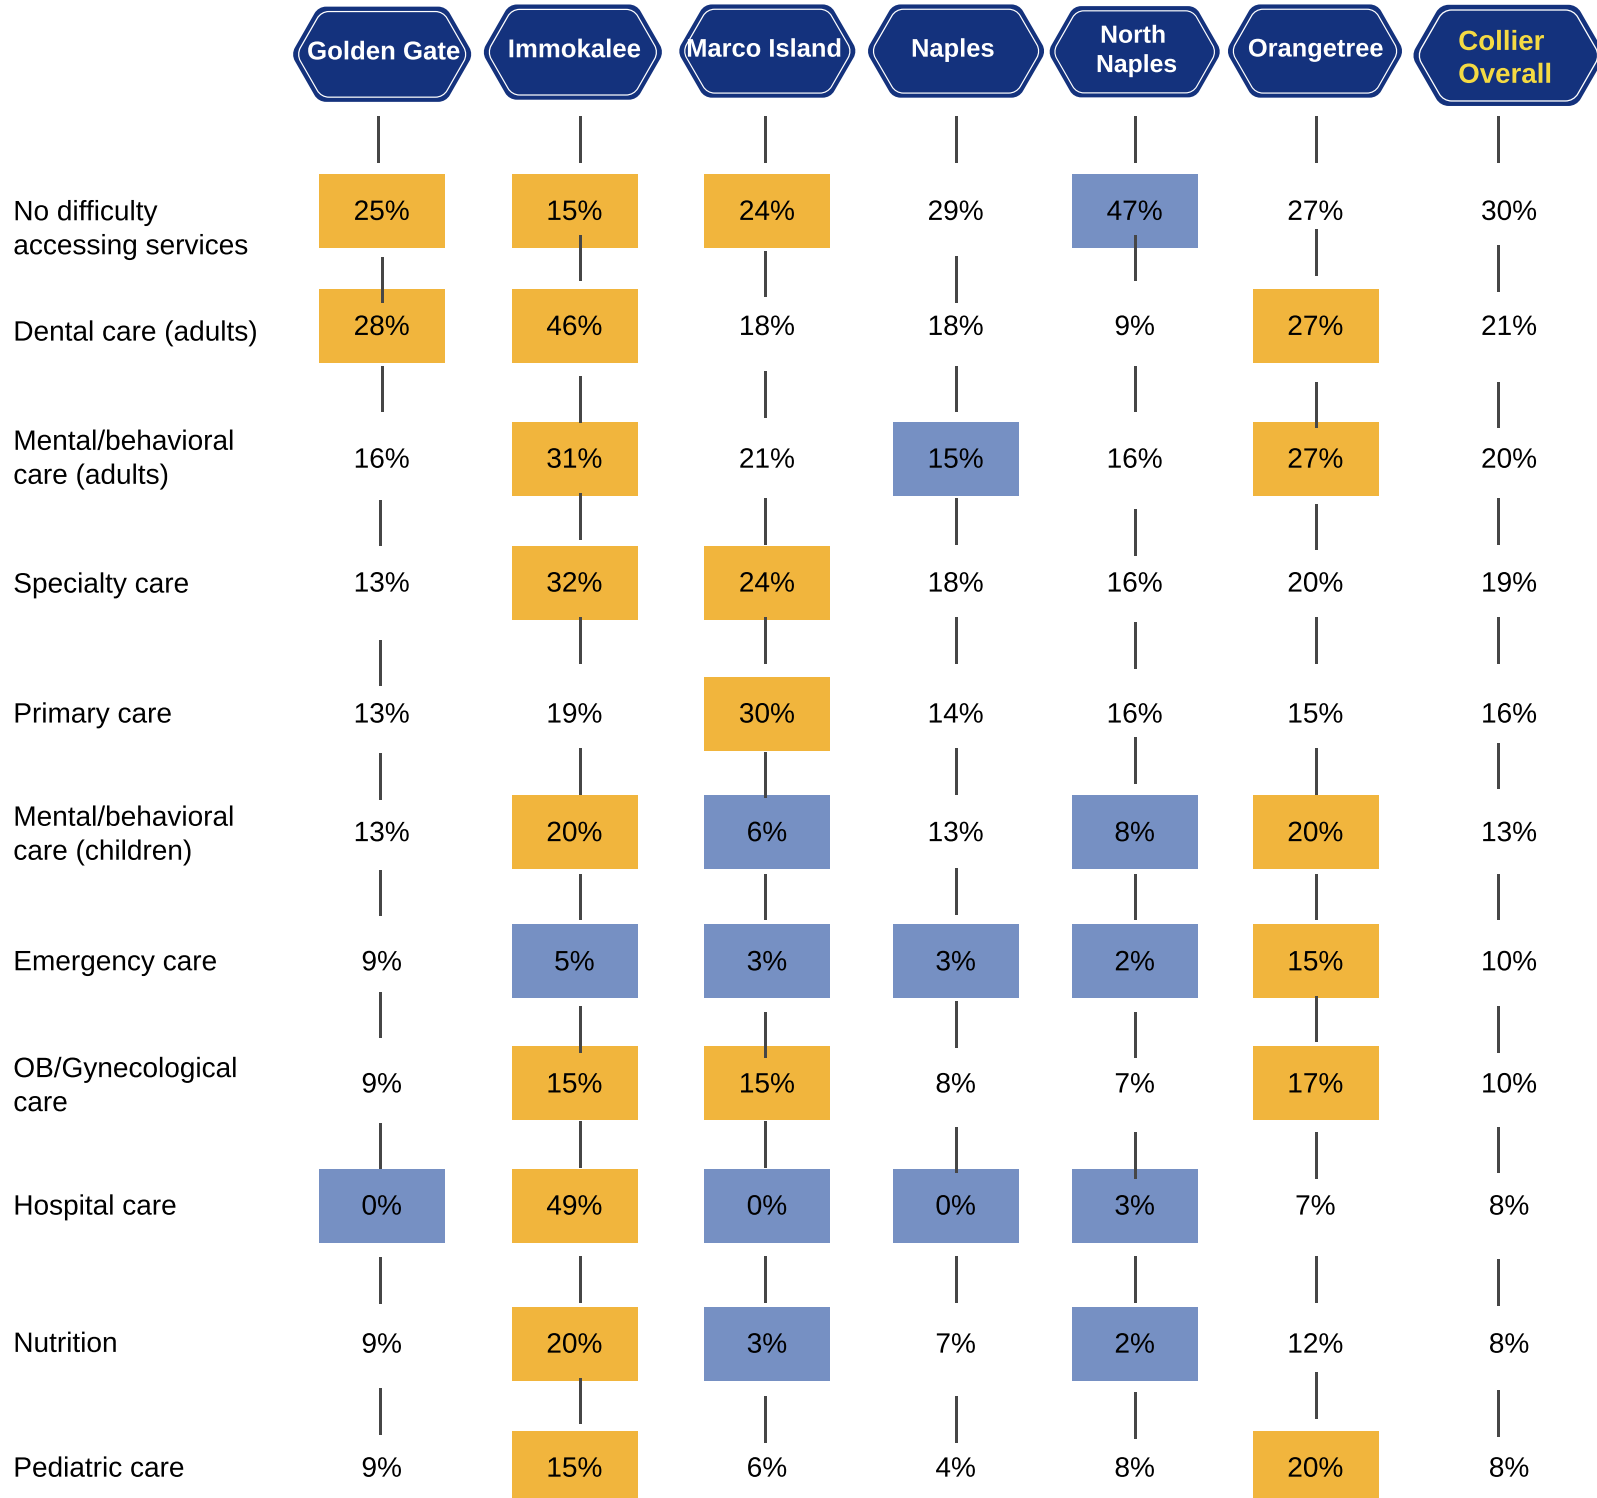 Golden Gate Immokalee Marco Island Naples North Naples Orangetree Collier Overall
No difficulty
accessing services 25% 15% 24% 29% 47% 27% 30%
Dental care (adults) 28% 46% 18% 18% 9% 27% 21%
Mental/behavioral
care (adults) 16% 31% 21% 15% 16% 27% 20%
Specialty care 13% 32% 24% 18% 16% 20% 19%
Primary care 13% 19% 30% 14% 16% 15% 16%
Mental/behavioral
care (children) 13% 20% 6% 13% 8% 20% 13%
Emergency care 9% 5% 3% 3% 2% 15% 10%
OB/Gynecological
care 9% 15% 15% 8% 7% 17% 10%
Hospital care 0% 49% 0% 0% 3% 7% 8%
Nutrition 9% 20% 3% 7% 2% 12% 8%
Pediatric care 9% 15% 6% 4% 8% 20% 8%